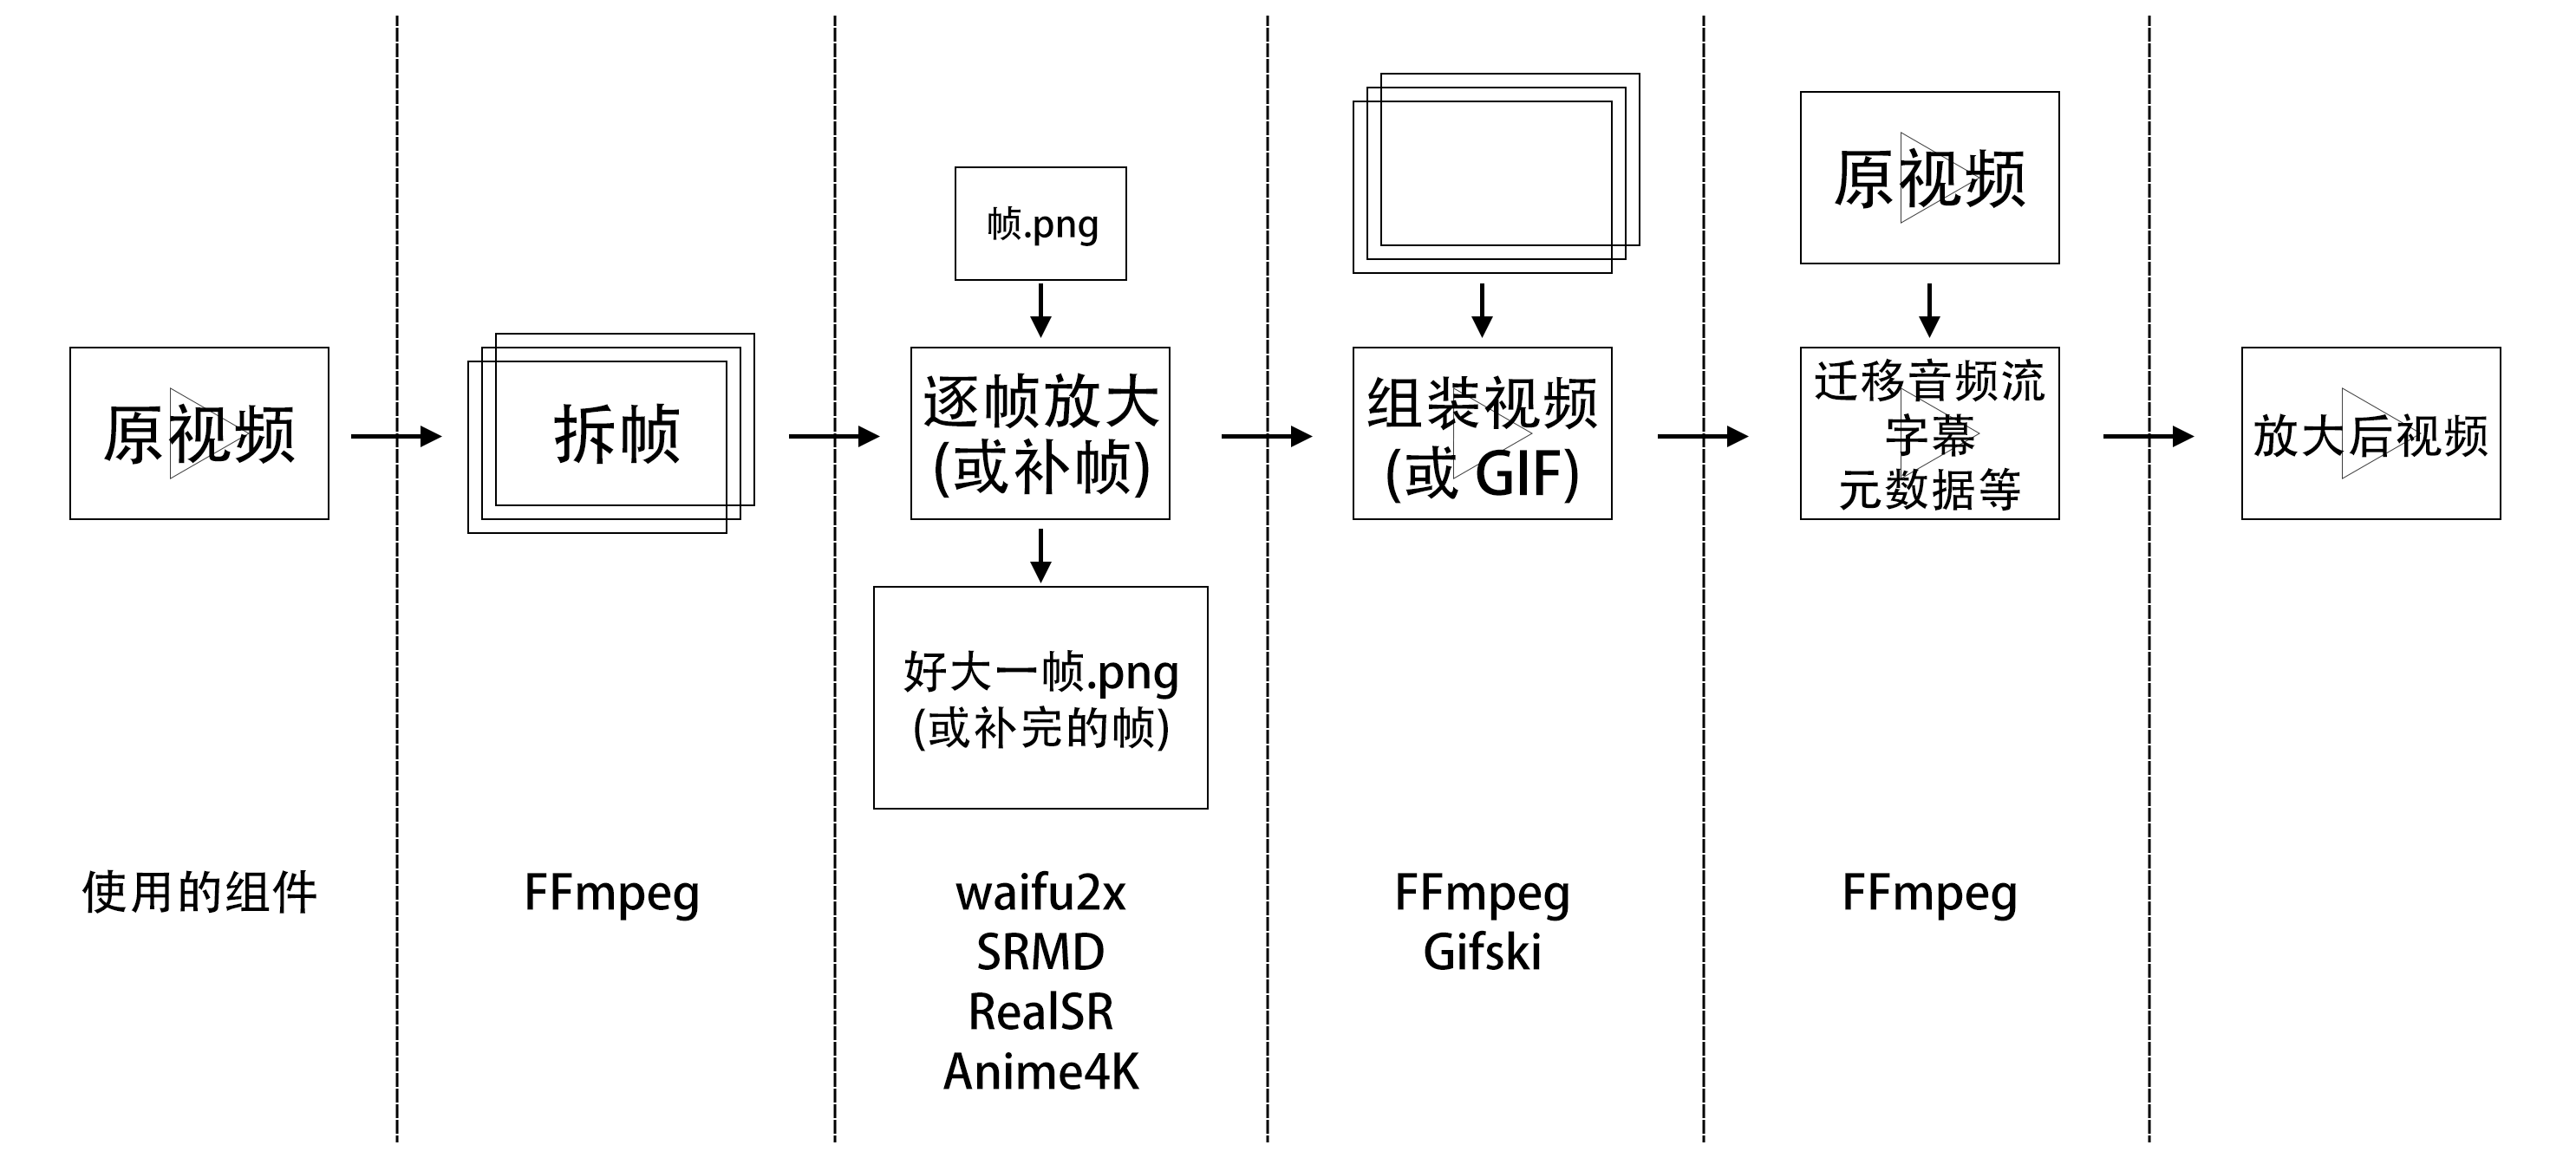 原视频
拆帧
帧.png
逐帧放大
(或补帧)
好大一帧.png
(或补完的帧)
组装视频
(或 GIF)
原视频
迁移音频流
字幕
元数据等
放大后视频
使用的组件
FFmpeg
waifu2x
SRMD
RealSR
Anime4K
FFmpeg
Gifski
FFmpeg